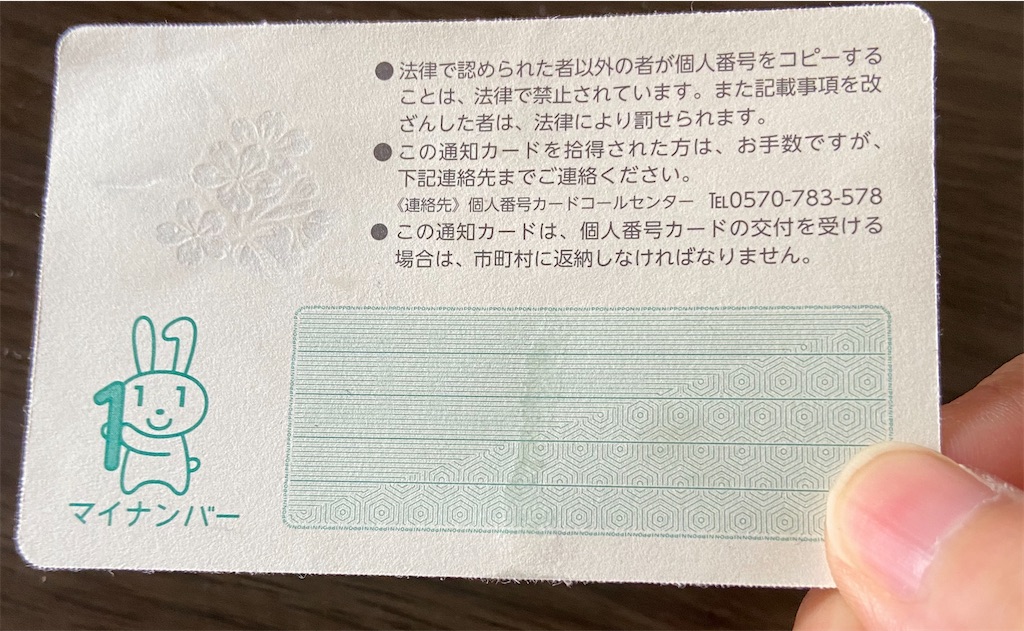 ●法律で認められた者以外の者が個人番号をコピーする
ことは、法律で禁止されています。また記載事項を改
ざんした者は、法律により罰せられます。
●この通知カードを拾得された方は、お手数ですが、
下記連絡先までご連絡ください。
《連絡先》個人番号カードコールセンター ℡0570-783-578
●この通知カードは、個人番号カードの交付を受ける
場合は、市町村に返納しなければなりません。
1
マイナンバー